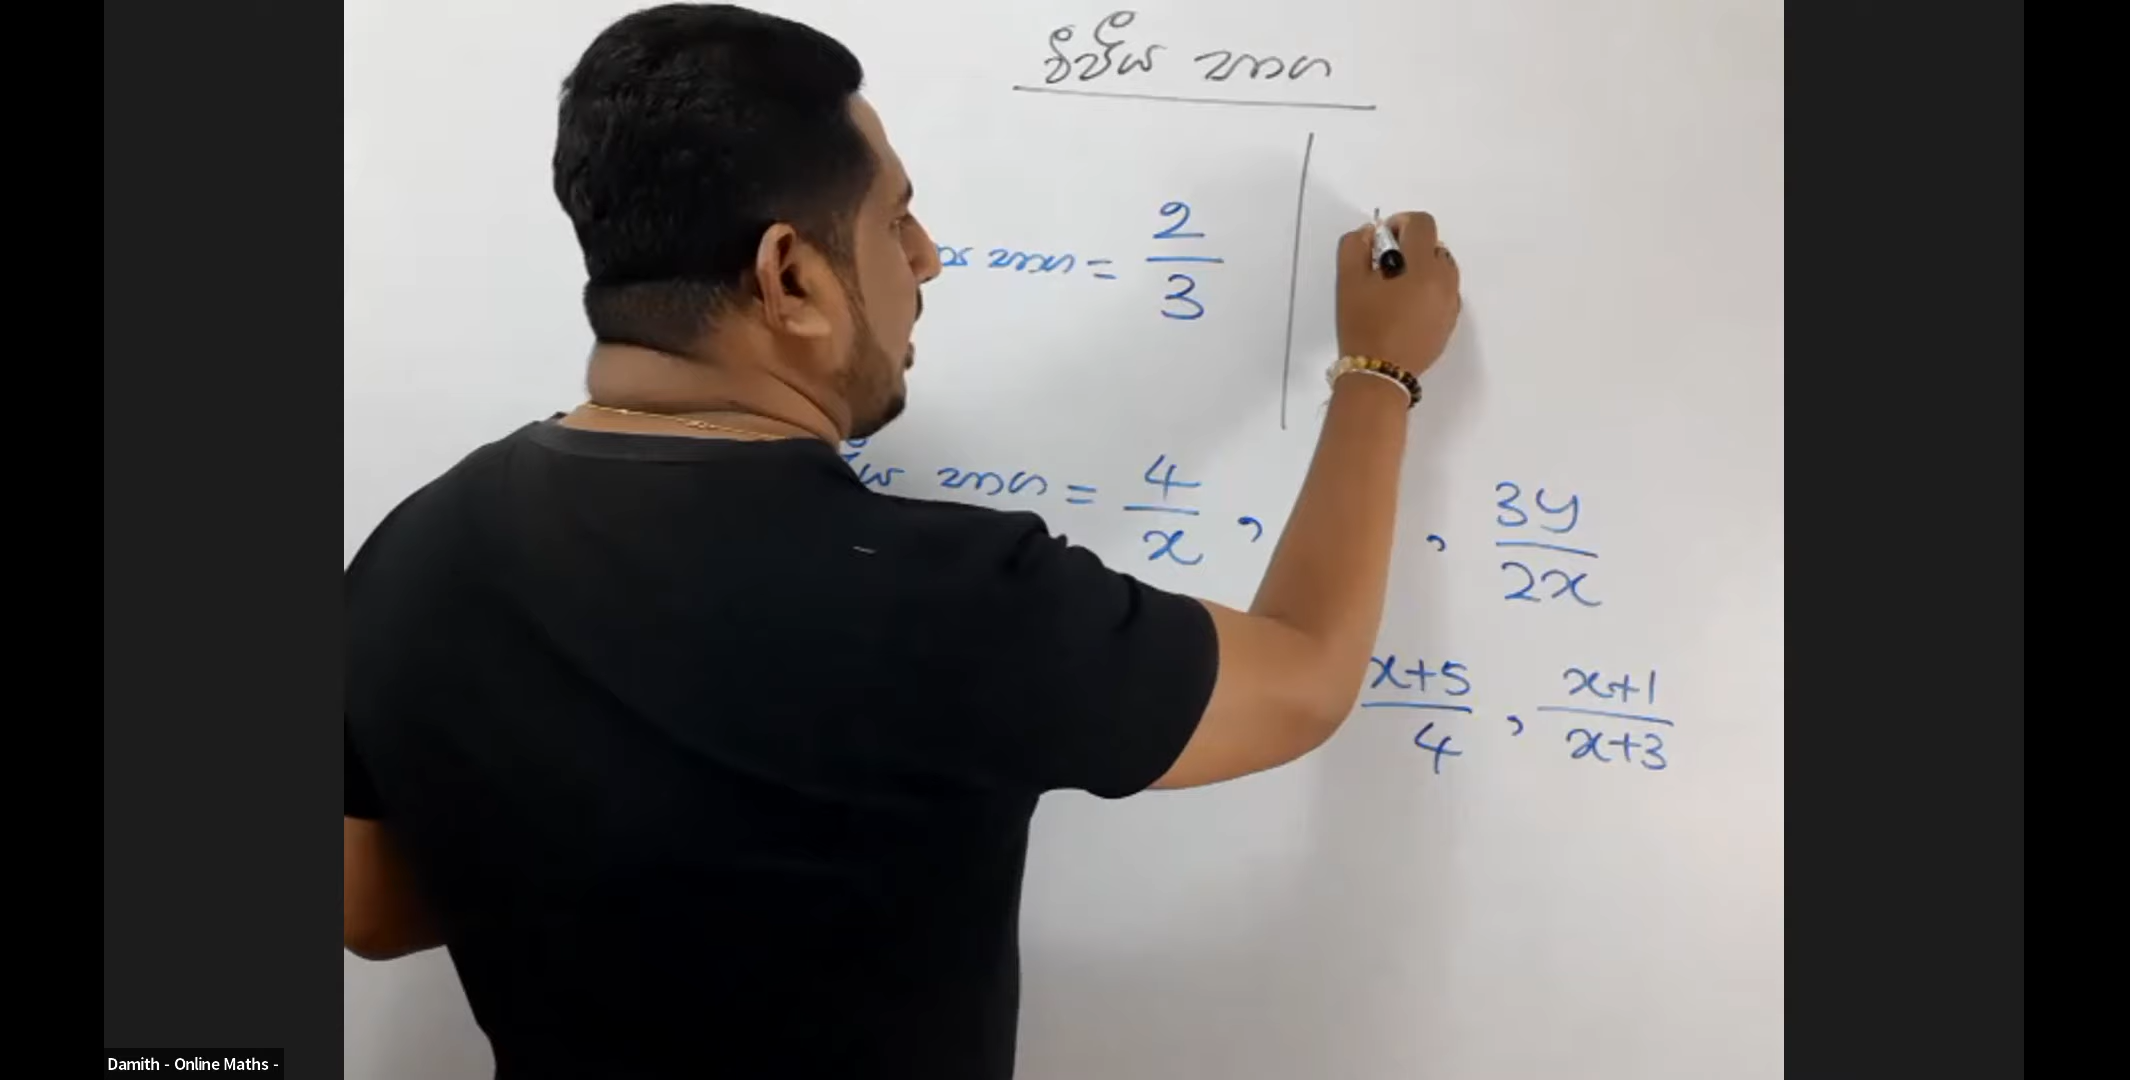 වීජීය භාග
භාග = 2/3
භාග = 4/x , , 3y/2x
x+5/4 , x+1/x+3
Damith - Online Maths -